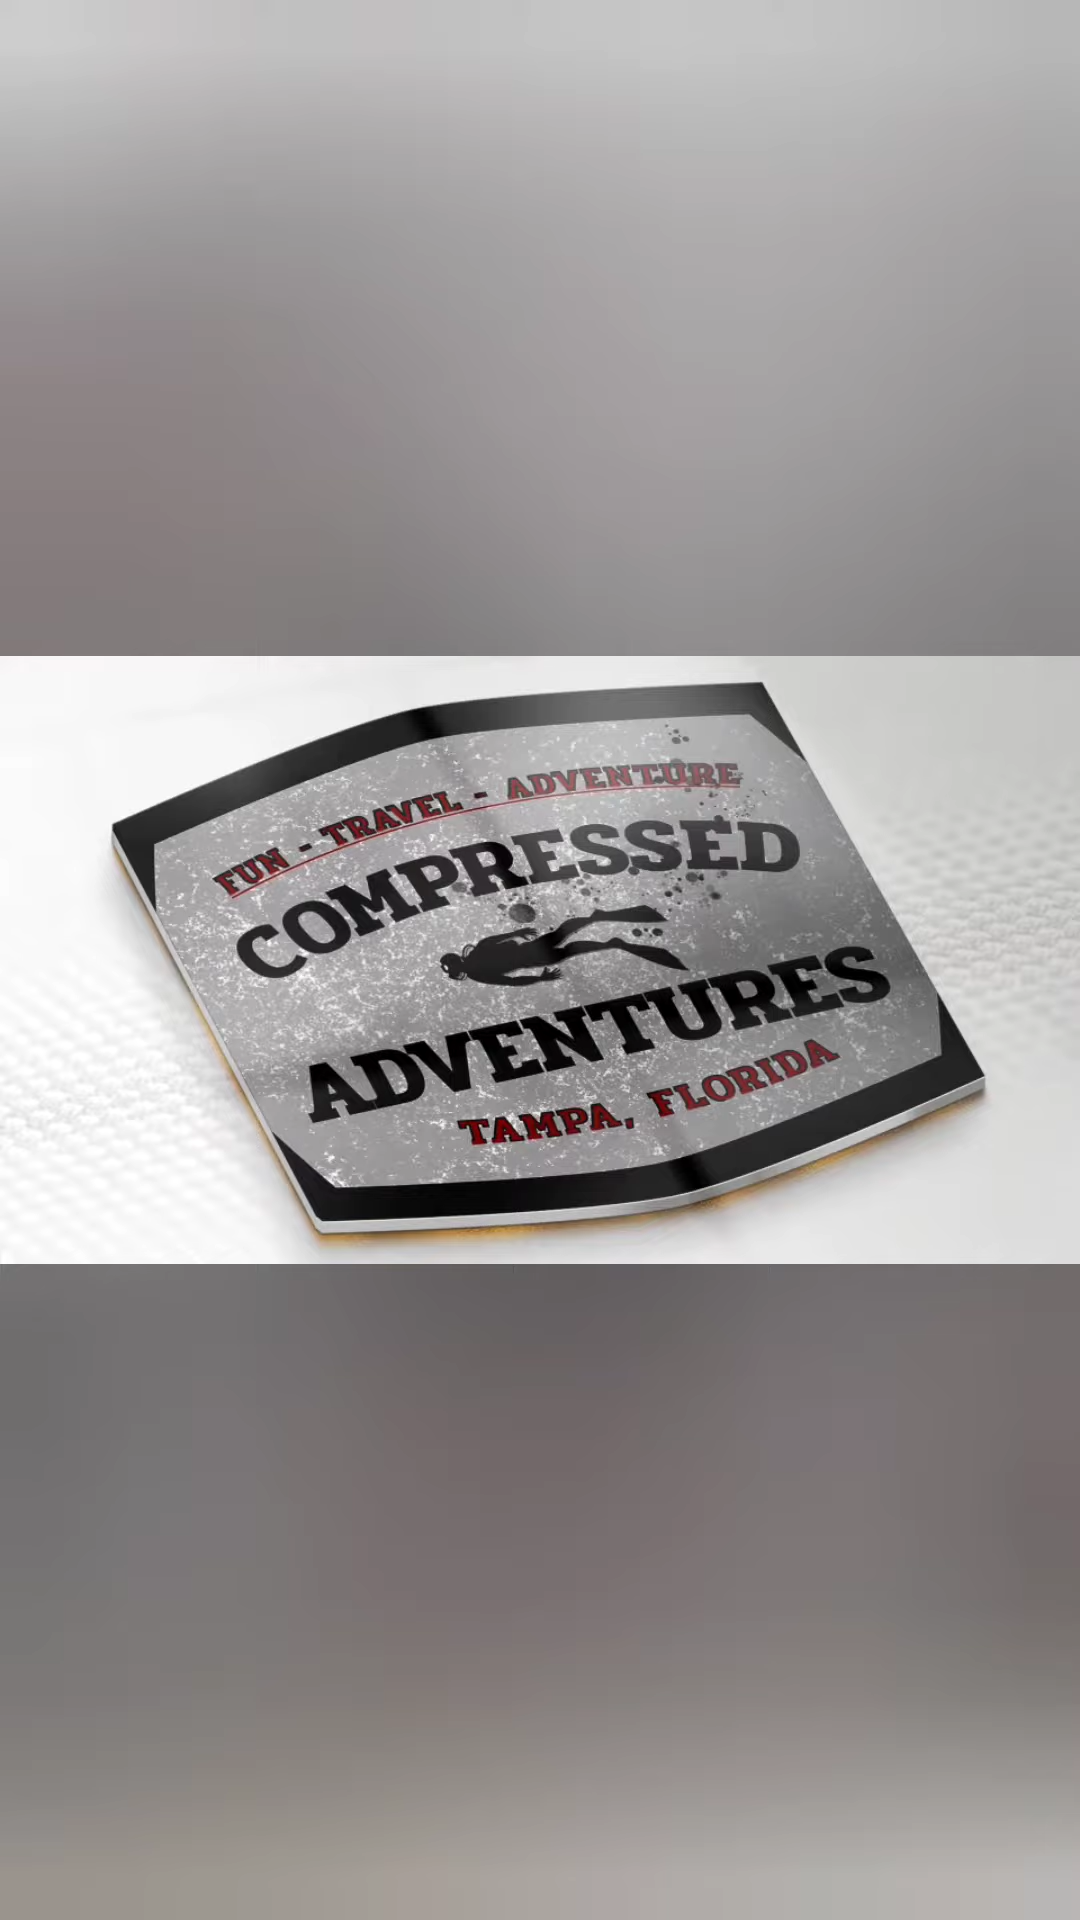 FUN - TRAVEL - ADVENTURE
COMPRESSED
ADVENTURES
TAMPA, FLORIDA